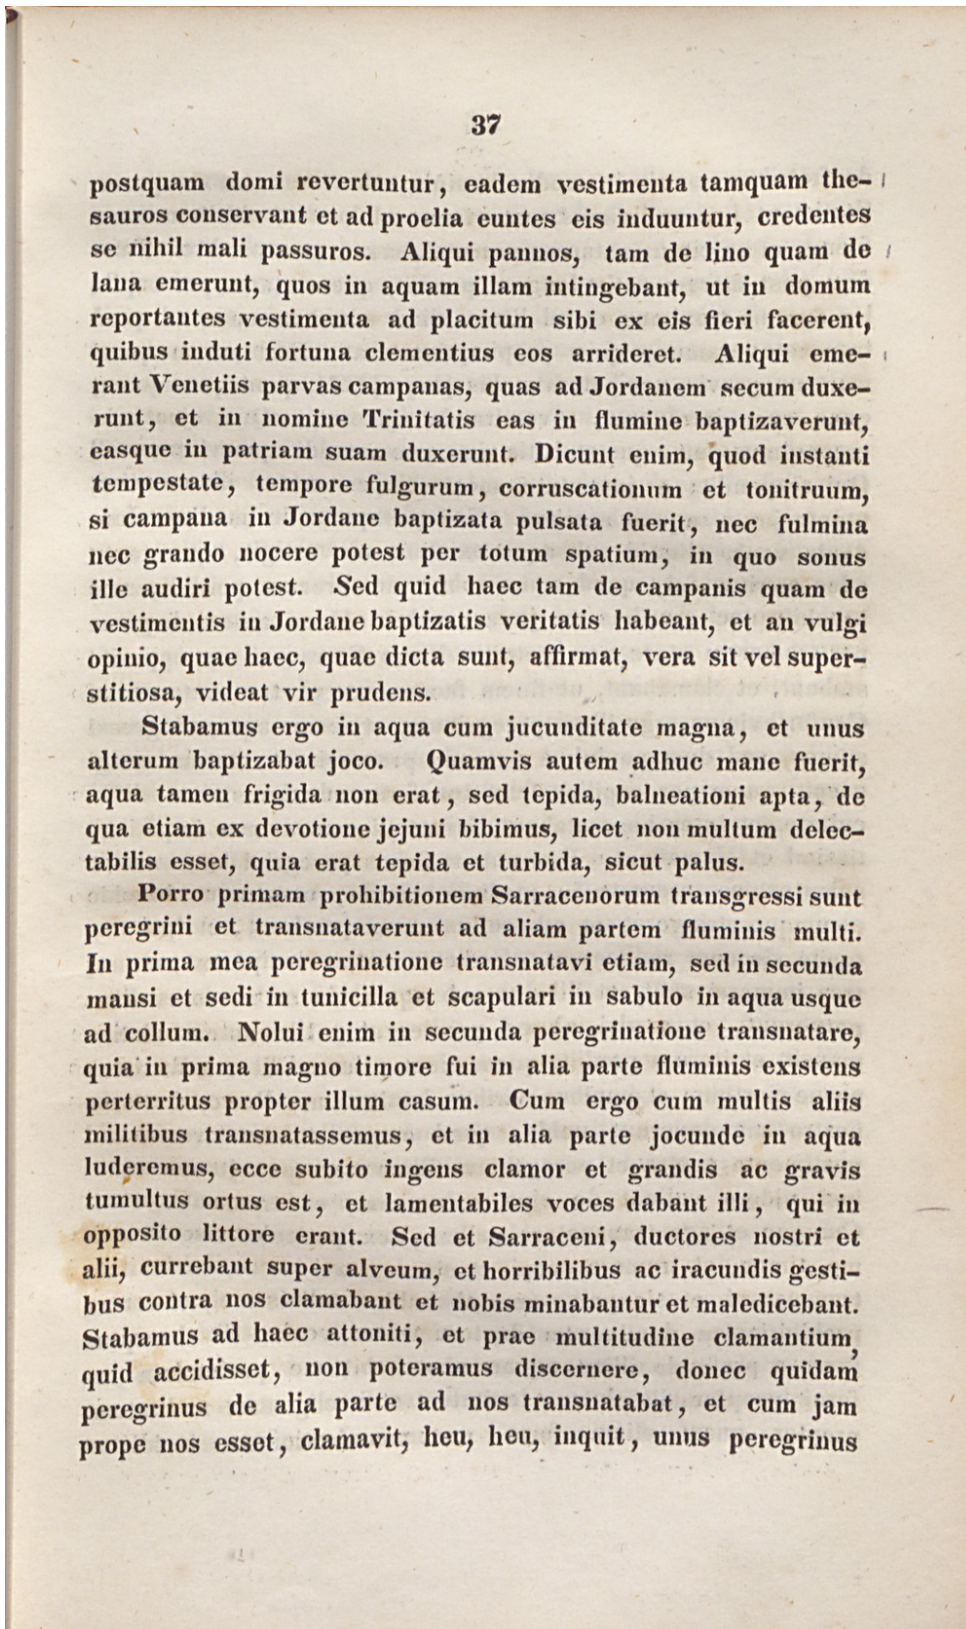 37
postquam domi revertuntur, eadem vestimenta tamquam the-
sauros conservant et ad proelia euntes eis induuntur, credentes
se nihil mali passuros. Aliqui pannos, tam de lino quam de
lana emerunt, quos in aquam illam intingebant, ut in domum
reportantes vestimenta ad placitum sibi ex eis fieri facerent,
quibus induti fortuna clementius eos arrideret. Aliqui eme-
rant Venetiis parvas campanas, quas ad Jordanem secum duxe-
runt, et in nomine Trinitatis eas in flumine baptizaverunt,
easque in patriam suam duxerunt. Dicunt enim, quod instanti
tempestate, tempore fulgurum, corruscationum et tonitruum,
si campana in Jordane baptizata pulsata fuerit, nec fulmina
nec grando nocere potest per totum spatium, in quo sonus
ille audiri potest. Sed quid haec tam de campanis quam de
vestimentis in Jordane baptizatis veritatis habeant, et an vulgi
opinio, quae haec, quae dicta sunt, affirmat, vera sit vel super-
stitiosa, videat vir prudens.
Stabamus ergo in aqua cum jucunditate magna, et unus
alterum baptizabat joco. Quamvis autem adhuc mane fuerit,
aqua tamen frigida non erat, sed tepida, balneationi apta, de
qua etiam ex devotione jejuni bibimus, licet non multum delec-
tabilis esset, quia erat tepida et turbida, sicut palus.
Porro primam prohibitionem Sarracenorum transgressi sunt
peregrini et transnataverunt ad aliam partem fluminis multi.
In prima mea peregrinatione transnatavi etiam, sed in secunda
mansi et sedi in tunicilla et scapulari in sabulo in aqua usque
ad collum. Nolui enim in secunda peregrinatione transnatare,
quia in prima magno timore fui in alia parte fluminis existens
perterritus propter illum casum. Cum ergo cum multis aliis
militibus transnatassemus, et in alia parte jocunde in aqua
luderemus, ecce subito ingens clamor et grandis ac gravis
tumultus ortus est, et lamentabiles voces dabant illi, qui in
opposito littore erant. Sed et Sarraceni, ductores nostri et
alii, currebant super alveum, et horribilibus ac iracundis gesti-
bus contra nos clamabant et nobis minabantur et maledicebant.
Stabamus ad haec attoniti, et prae multitudine clamantium,
quid accidisset, non poteramus discernere, donec quidam
peregrinus de alia parte ad nos transnatabat, et cum jam
prope nos esset, clamavit, heu, heu, inquit, unus peregrinus